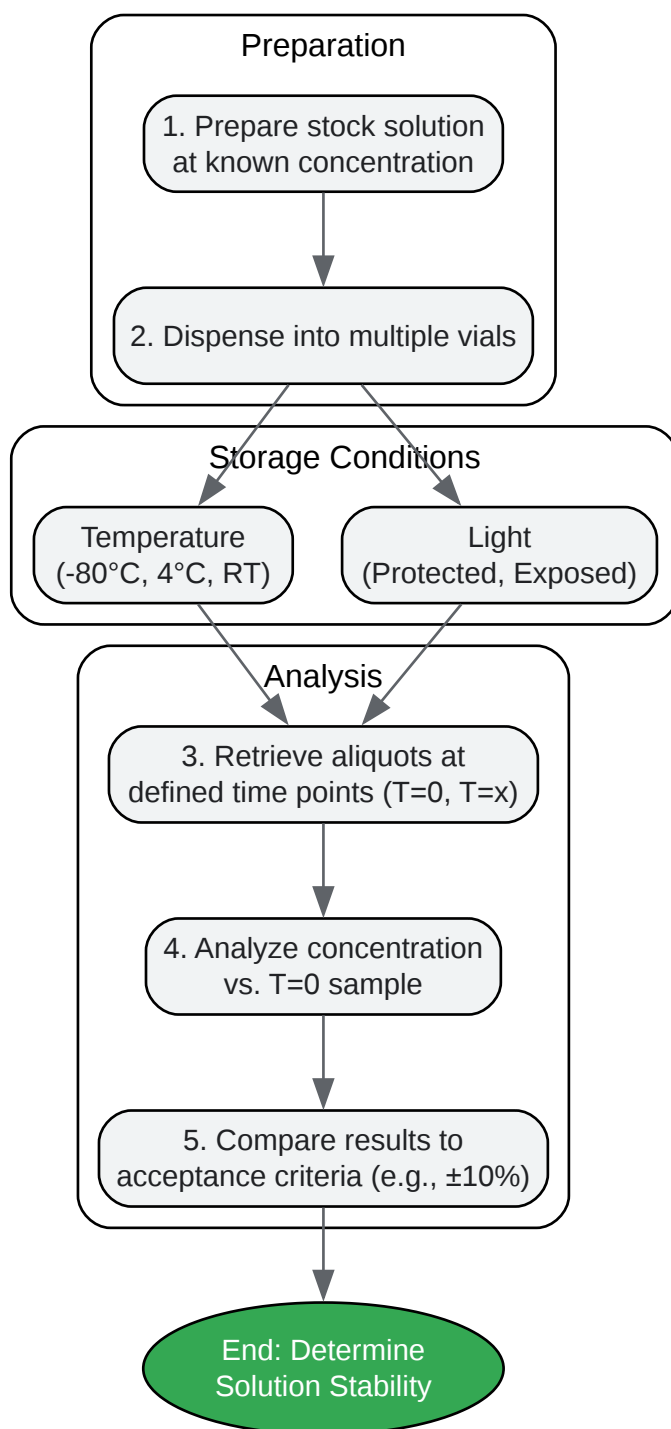 Preparation
1. Prepare stock solution
at known concentration
2. Dispense into multiple vials
Storage Conditions
Temperature
(-80°C, 4°C, RT)
Light
(Protected, Exposed)
Analysis
3. Retrieve aliquots at
defined time points (T=0, T=x)
4. Analyze concentration
vs. T=0 sample
5. Compare results to
acceptance criteria (e.g., ±10%)
End: Determine
Solution Stability